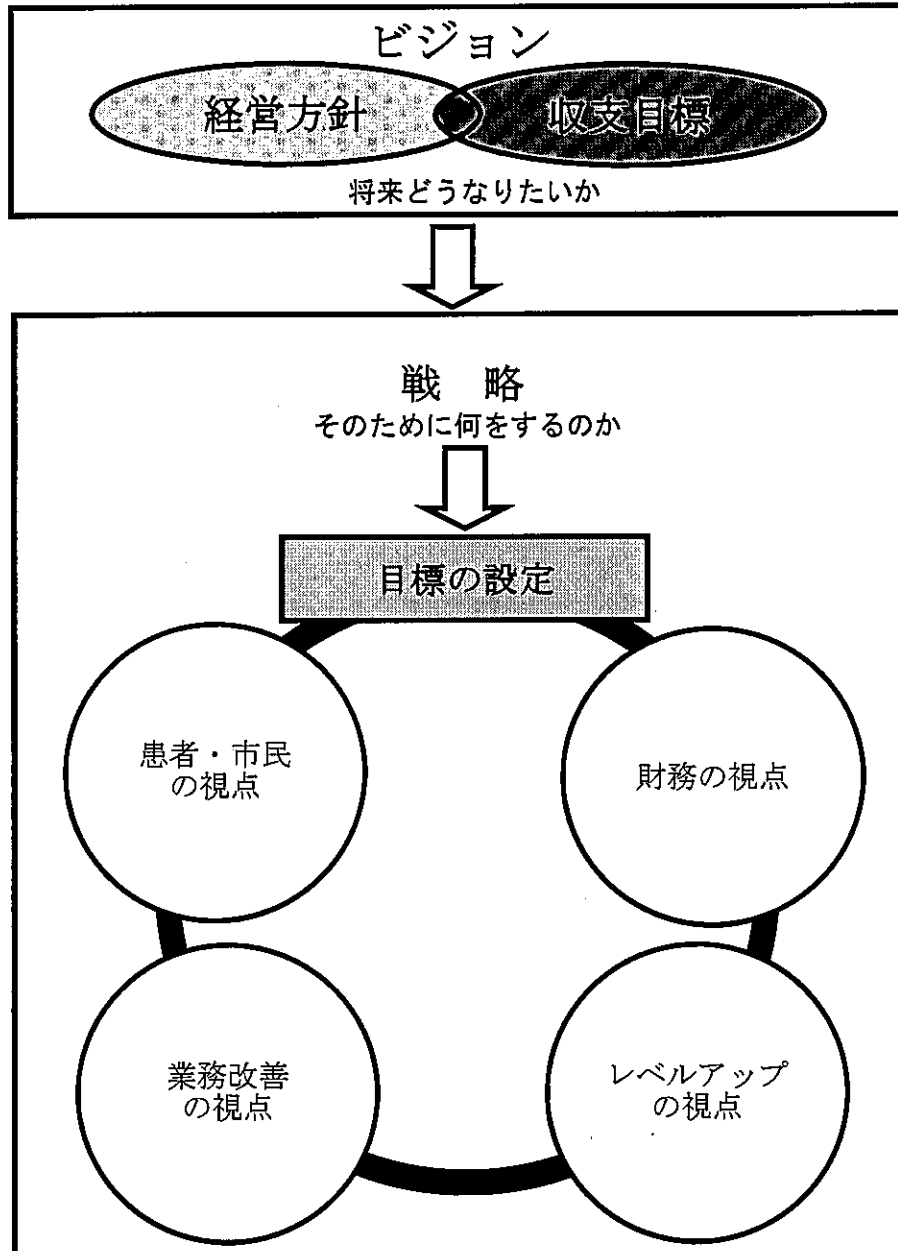 ビジョン
経営方針
収支目標
将来どうなりたいか
戦　略
そのために何をするのか
目標の設定
患者・市民
の視点
財務の視点
業務改善
の視点
レベルアップ
の視点